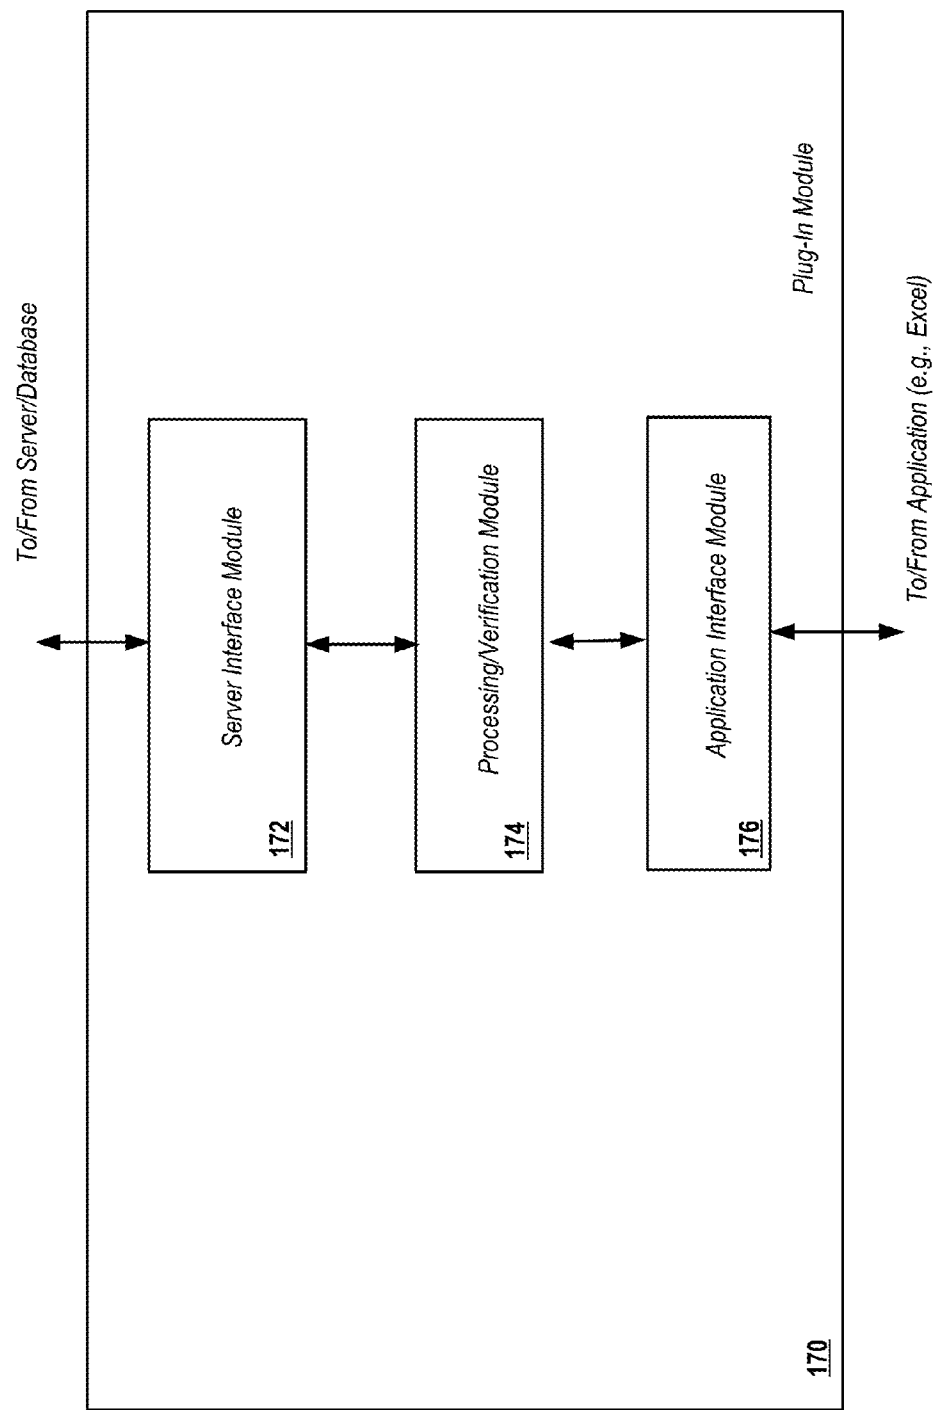 To/From Server/Database
Server Interface Module
172
Processing/Verification Module
174
Application Interface Module
176
Plug-In Module
170
To/From Application (e.g., Excel)